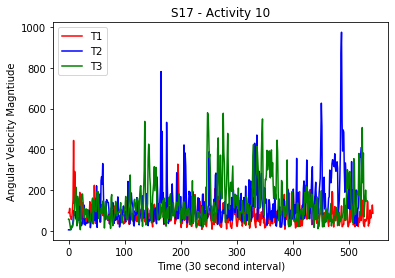 S17 - Activity 10
T1
T2
T3
Angular Velocity Magntiude
1000
800
600
400
200
0
0 100 200 300 400 500
Time (30 second interval)